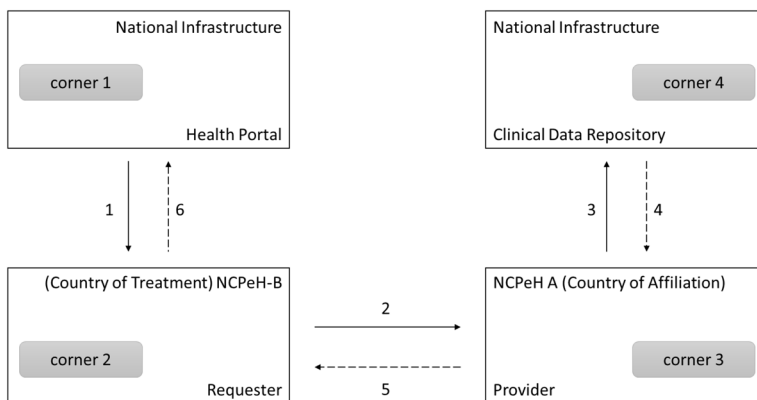 National Infrastructure
corner 1
Health Portal
National Infrastructure
corner 4
Clinical Data Repository
1
6
3
4
(Country of Treatment) NCPeH-B
corner 2
Requester
2
5
NCPeH A (Country of Affiliation)
corner 3
Provider